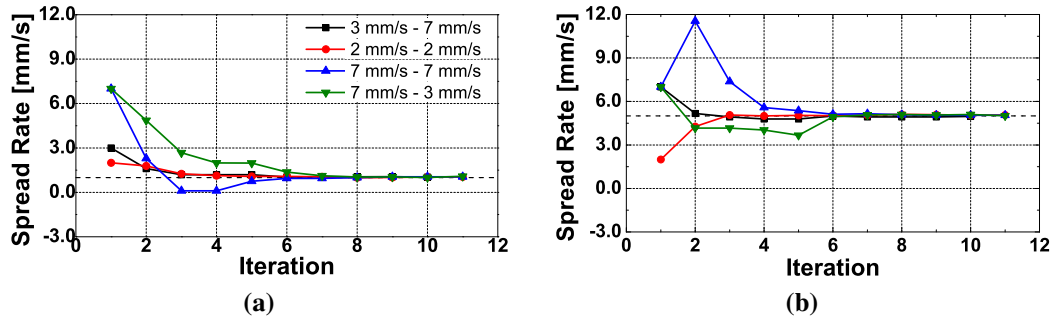 12.0
9.0
6.0
3.0
0.0
-3.0
Spread Rate [mm/s]
3 mm/s - 7 mm/s
2 mm/s - 2 mm/s
7 mm/s - 7 mm/s
7 mm/s - 3 mm/s
0 2 4 6 8 10 12
Iteration
(a)
12.0
9.0
6.0
3.0
0.0
-3.0
Spread Rate [mm/s]
0 2 4 6 8 10 12
Iteration
(b)